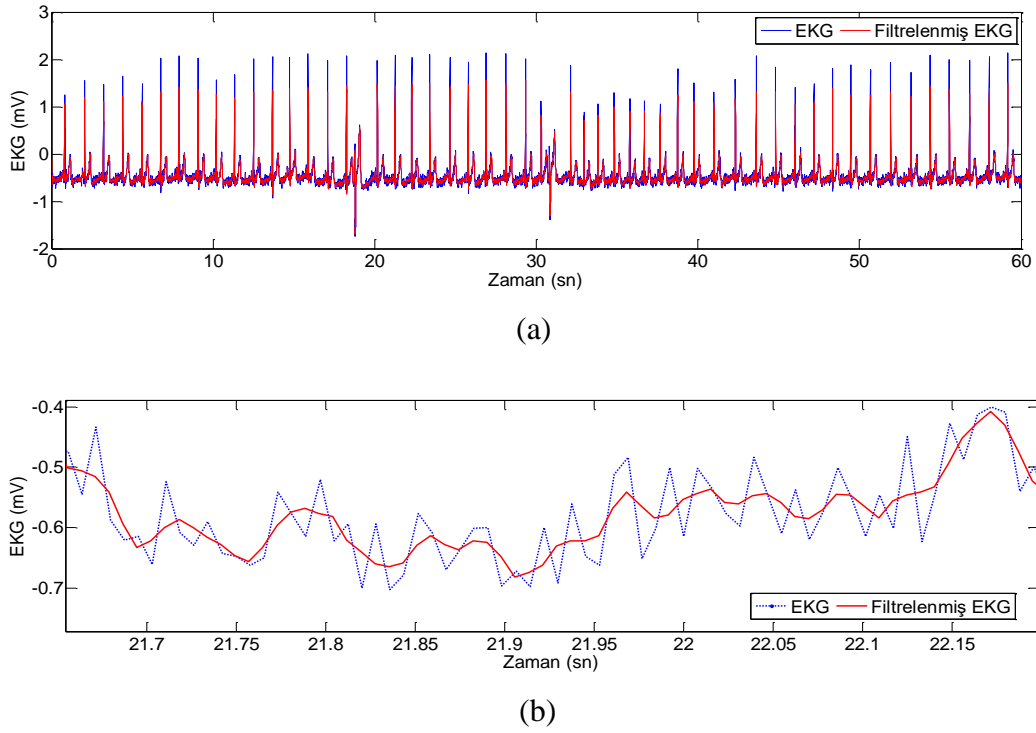 3
2
1
0
-1
-2
EKG (mV)
EKG Filtrelenmiş EKG
0 10 20 30 40 50 60
Zaman (sn)
(a)
-0.4
-0.5
-0.6
-0.7
EKG (mV)
EKG Filtrelenmiş EKG
21.7 21.75 21.8 21.85 21.9 21.95 22 22.05 22.1 22.15
Zaman (sn)
(b)